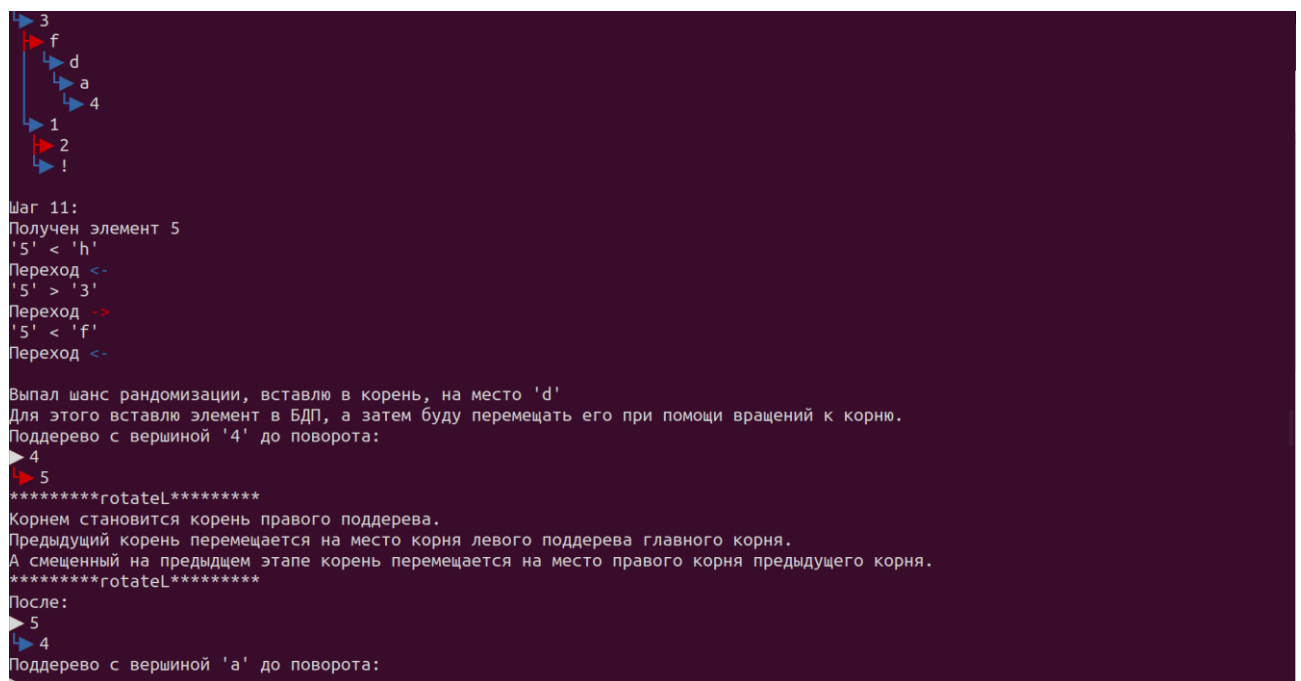 3
f
d
a
4
1
2
!
Шаг 11:
Получен элемент 5
'5' < 'h'
Переход <-
'5' > '3'
Переход ->
'5' < 'f'
Переход <-
Выпал шанс рандомизации, вставлю в корень, на место 'd'
Для этого вставлю элемент в БДП, а затем буду перемещать его при помощи вращений к корню.
Поддерево с вершиной '4' до поворота:
4
5
*********rotateL*********
Корнем становится корень правого поддерева.
Предыдущий корень перемещается на место корня левого поддерева главного корня.
А смещенный на предыдщем этапе корень перемещается на место правого корня предыдущего корня.
*********rotateL*********
После:
5
4
Поддерево с вершиной 'a' до поворота: